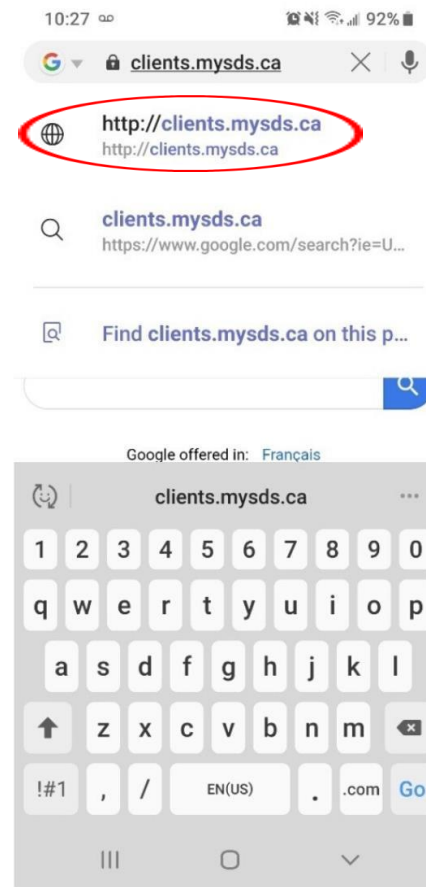 10:27 92%
clients.mysds.ca
http://clients.mysds.ca
http://clients.mysds.ca
clients.mysds.ca
https://www.google.com/search?ie=U...
Find clients.mysds.ca on this p...
Google offered in: Français
clients.mysds.ca
1 2 3 4 5 6 7 8 9 0
q w e r t y u i o p
a s d f g h j k l
z x c v b n m
!#1 , / EN(US) . .com Go